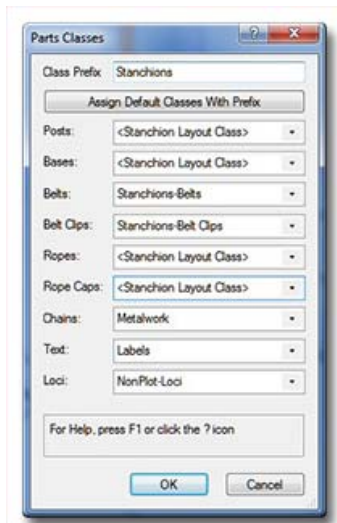 Parts Classes
Class Prefix Stanchions
Assign Default Classes With Prefix
Posts: <Stanchion Layout Class>
Bases: <Stanchion Layout Class>
Belts: Stanchions-Belts
Belt Clips: Stanchions-Belt Clips
Ropes: <Stanchion Layout Class>
Rope Caps: <Stanchion Layout Class>
Chains: Metalwork
Text: Labels
Loci: NonPlot-Loci
For Help, press F1 or click the ? icon
OK Cancel